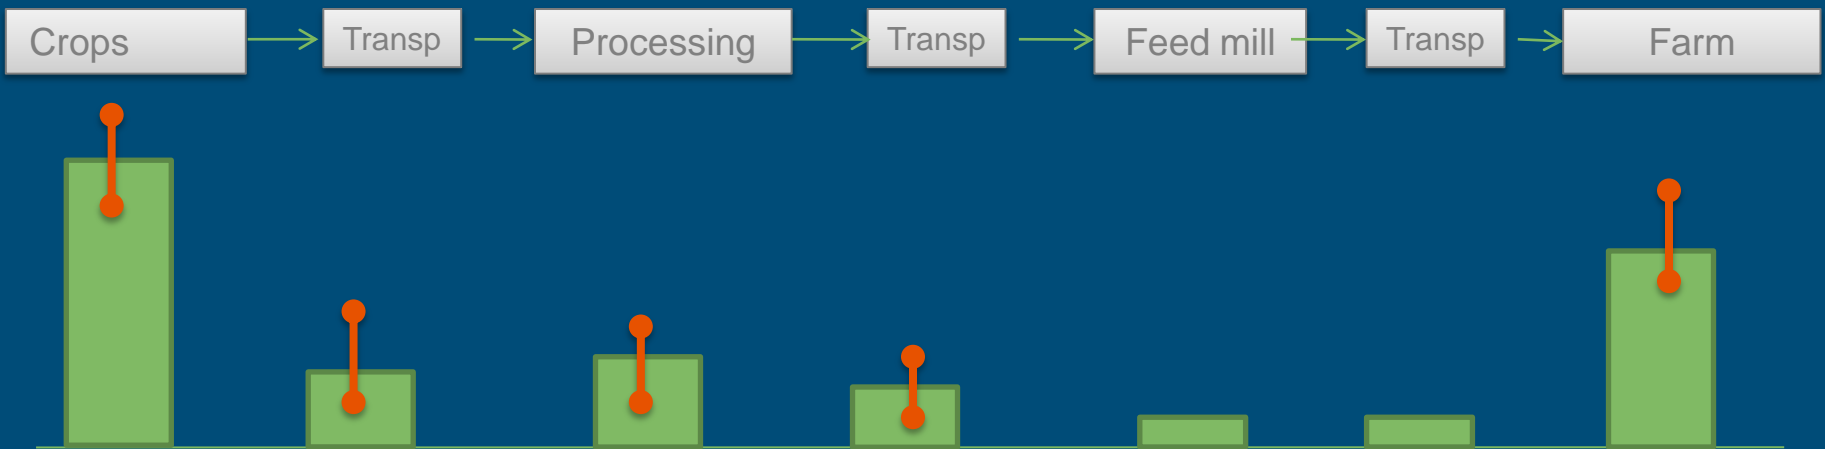 Crops
Transp
Processing
Transp
Feed mill
Transp
Farm